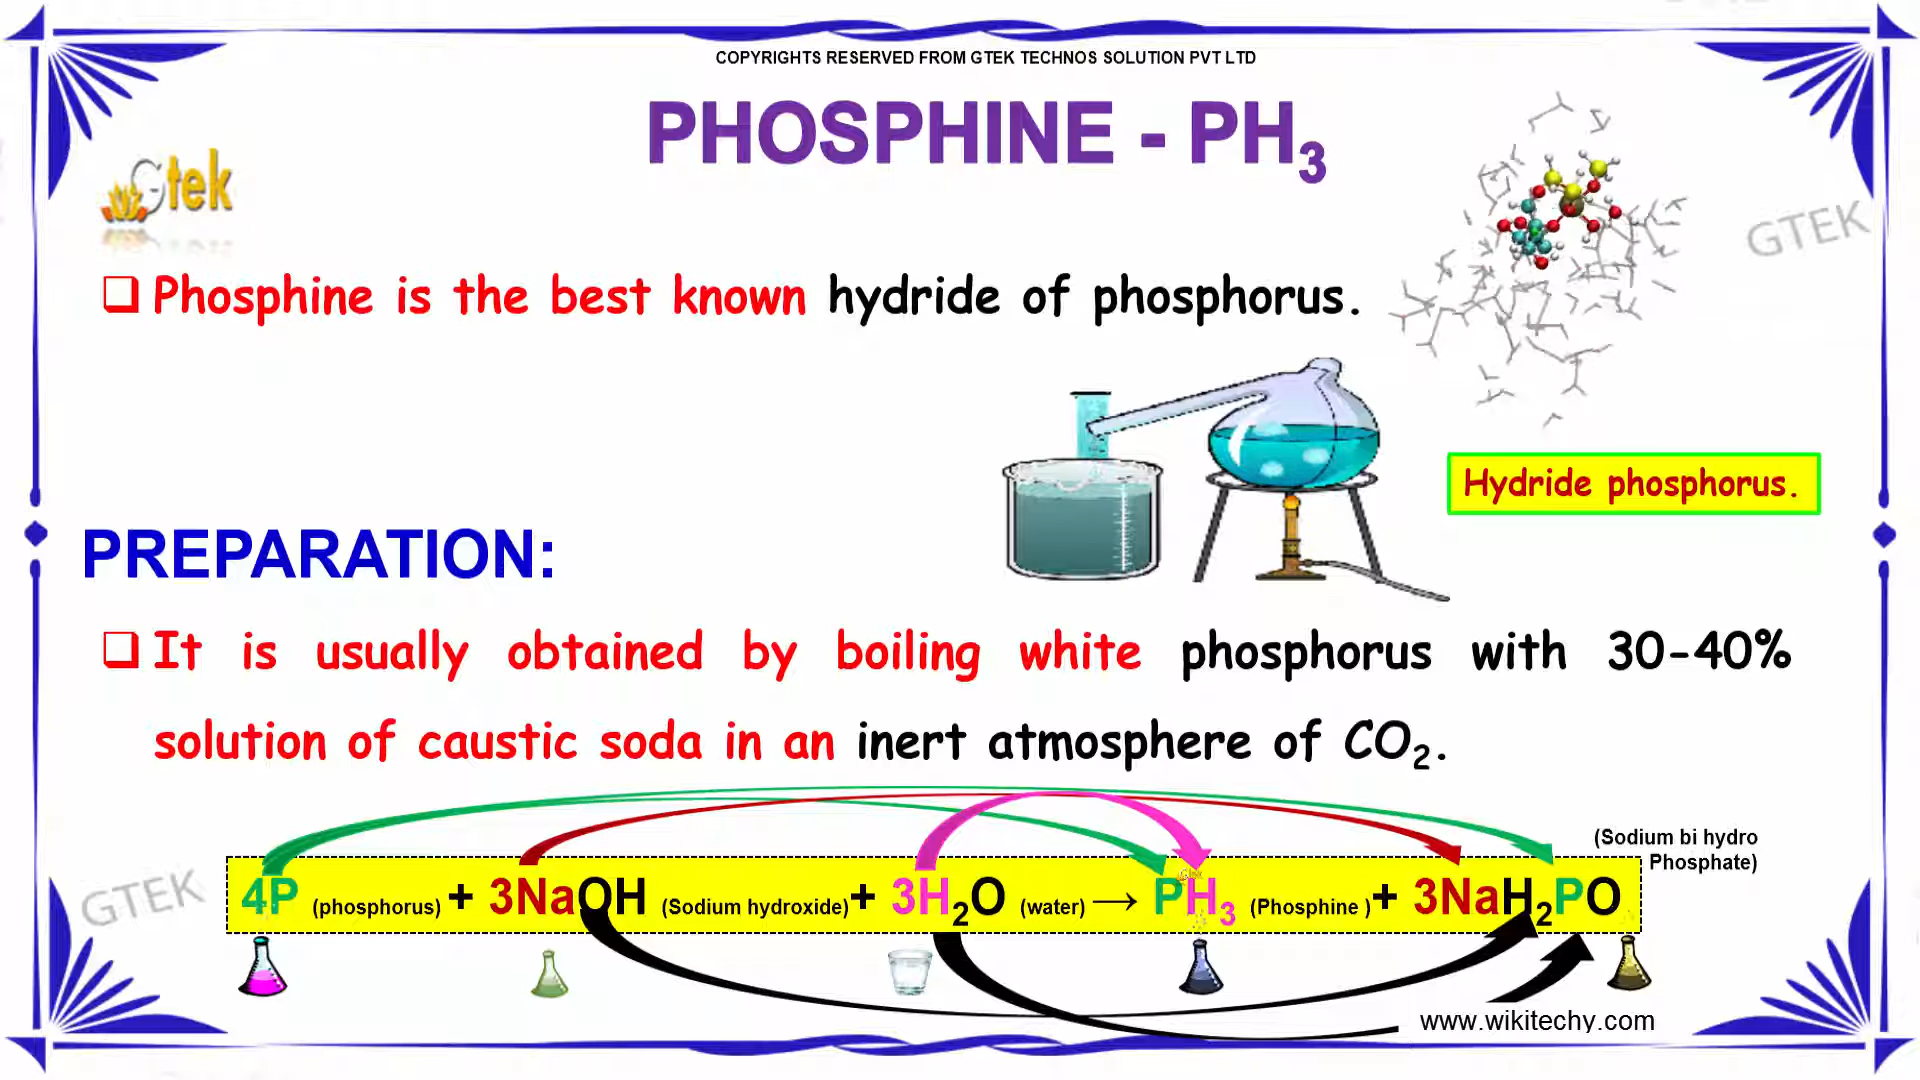 COPYRIGHTS RESERVED FROM GTEK TECHNOS SOLUTION PVT LTD
PHOSPHINE - PH₃
Gtek
GTEK
❑ Phosphine is the best known hydride of phosphorus.
Hydride phosphorus.
PREPARATION:
❑ It is usually obtained by boiling white phosphorus with 30-40%
solution of caustic soda in an inert atmosphere of CO₂.
(Sodium bi hydro
Phosphate)
4P (phosphorus) + 3NaOH (Sodium hydroxide)+ 3H₂O (water) → PH₃ (Phosphine )+ 3NaH₂PO
GTEK
www.wikitechy.com